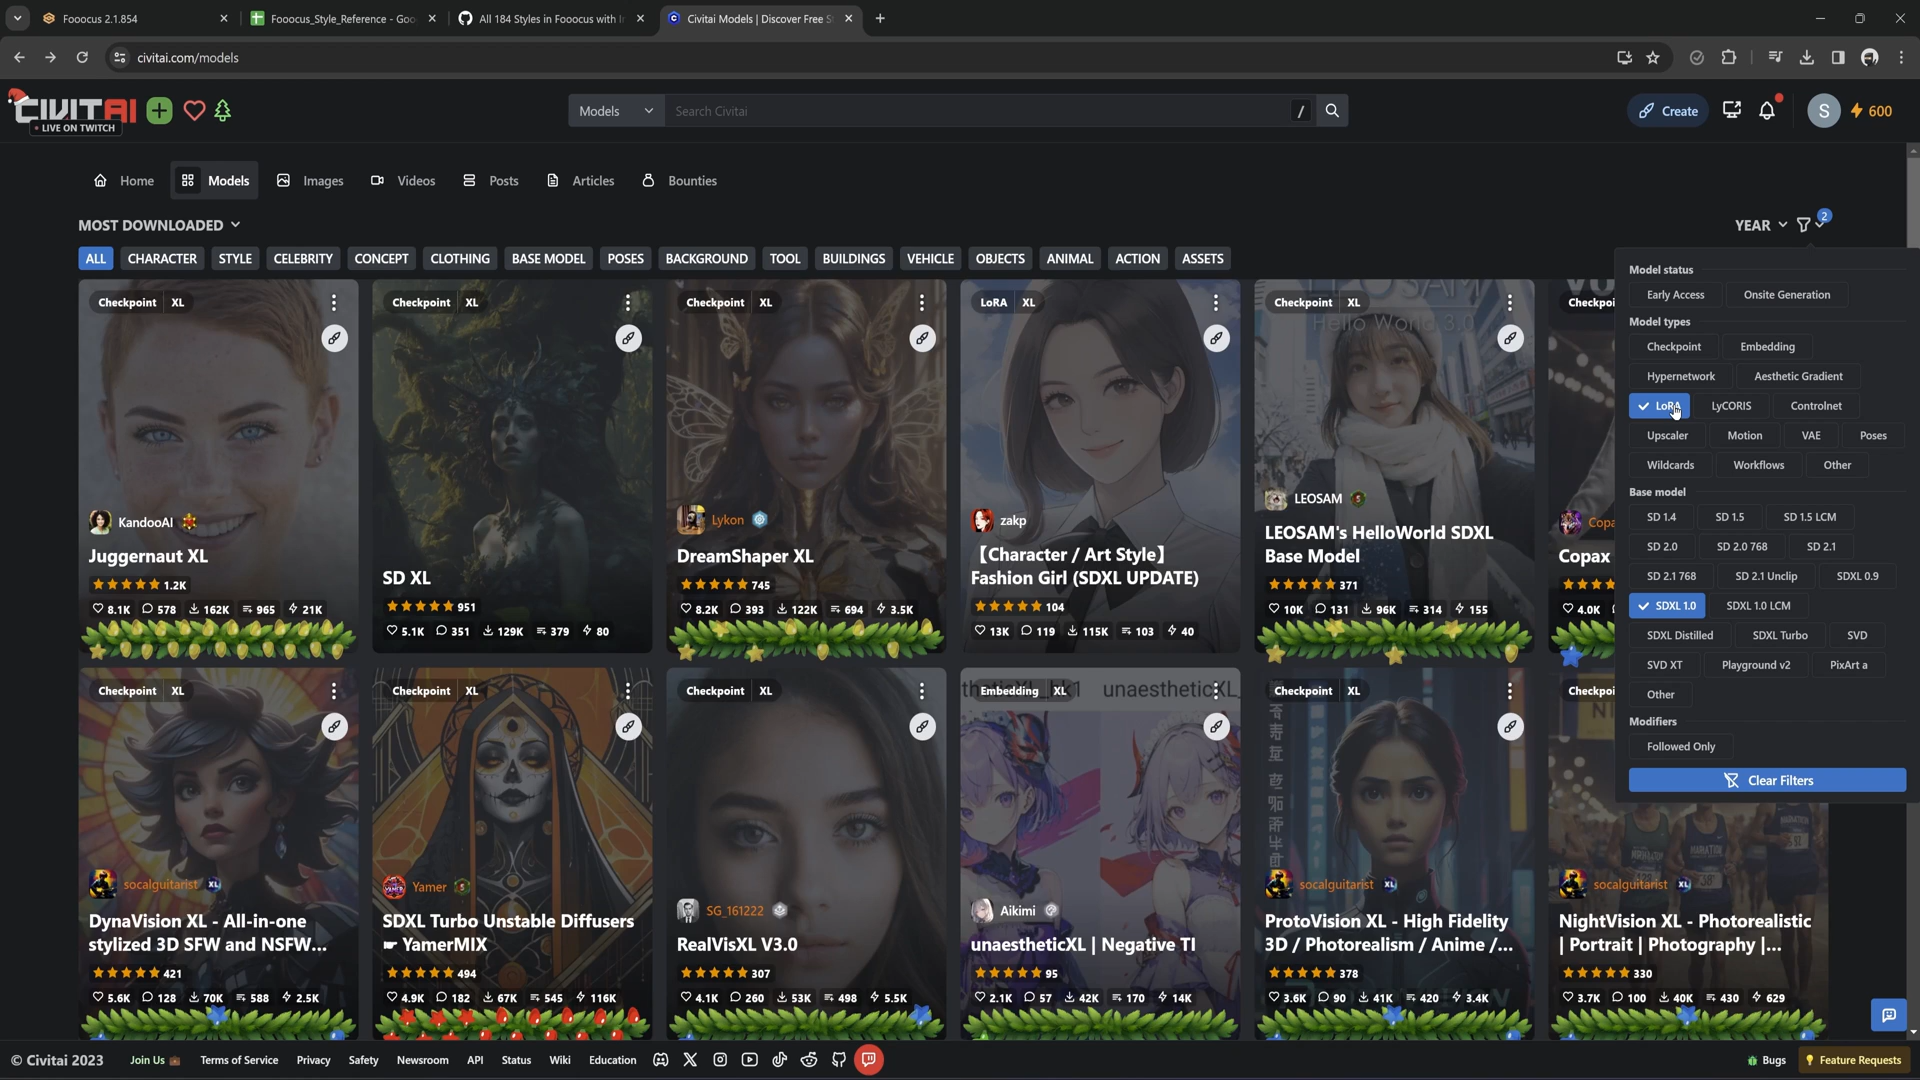 Fooocus 2.1.854
Fooocus_Style_Reference - Goo
All 184 Styles in Fooocus with I
Civitai Models | Discover Free S
civitai.com/models
CIVITAI
LIVE ON TWITCH
Models
Search Civitai
/
Create
S
600
Home
Models
Images
Videos
Posts
Articles
Bounties
MOST DOWNLOADED
YEAR
2
ALL
CHARACTER
STYLE
CELEBRITY
CONCEPT
CLOTHING
BASE MODEL
POSES
BACKGROUND
TOOL
BUILDINGS
VEHICLE
OBJECTS
ANIMAL
ACTION
ASSETS
Checkpoint XL
KandooAI
Juggernaut XL
1.2K
8.1K 578 162K 965 21K
Checkpoint XL
SD XL
951
5.1K 351 129K 379 80
Checkpoint XL
Lykon
DreamShaper XL
745
8.2K 393 122K 694 3.5K
LoRA XL
zakp
【Character / Art Style】
Fashion Girl (SDXL UPDATE)
104
13K 119 115K 103 40
Checkpoint XL
LEOSAM
Hello World 3.0
LEOSAM
LEOSAM's HelloWorld SDXL
Base Model
371
10K 131 96K 314 155
Checkpoi
Copa
Copax
4.0K
Model status
Early Access
Onsite Generation
Model types
Checkpoint
Embedding
Hypernetwork
Aesthetic Gradient
LoRA
LyCORIS
Controlnet
Upscaler
Motion
VAE
Poses
Wildcards
Workflows
Other
Base model
SD 1.4
SD 1.5
SD 1.5 LCM
SD 2.0
SD 2.0 768
SD 2.1
SD 2.1 768
SD 2.1 Unclip
SDXL 0.9
SDXL 1.0
SDXL 1.0 LCM
SDXL Distilled
SDXL Turbo
SVD
SVD XT
Playground v2
PixArt a
Other
Modifiers
Followed Only
Clear Filters
Checkpoint XL
socalguitarist XL
DynaVision XL - All-in-one
stylized 3D SFW and NSFW...
421
5.6K 128 70K 588 2.5K
Checkpoint XL
Yamer
SDXL Turbo Unstable Diffusers
☛ YamerMIX
494
4.9K 182 67K 545 116K
Checkpoint XL
SG_161222
RealVisXL V3.0
307
4.1K 260 53K 498 5.5K
Embedding XL
unaestheticXL_
Aikimi
unaestheticXL | Negative TI
95
2.1K 57 42K 170 14K
Checkpoint XL
socalguitarist XL
ProtoVision XL - High Fidelity
3D / Photorealism / Anime /...
378
3.6K 90 41K 420 3.4K
Checkpoi
socalguitarist XL
NightVision XL - Photorealistic
| Portrait | Photography |...
330
3.7K 100 40K 430 629
© Civitai 2023
Join Us
Terms of Service
Privacy
Safety
Newsroom
API
Status
Wiki
Education
Bugs
Feature Requests